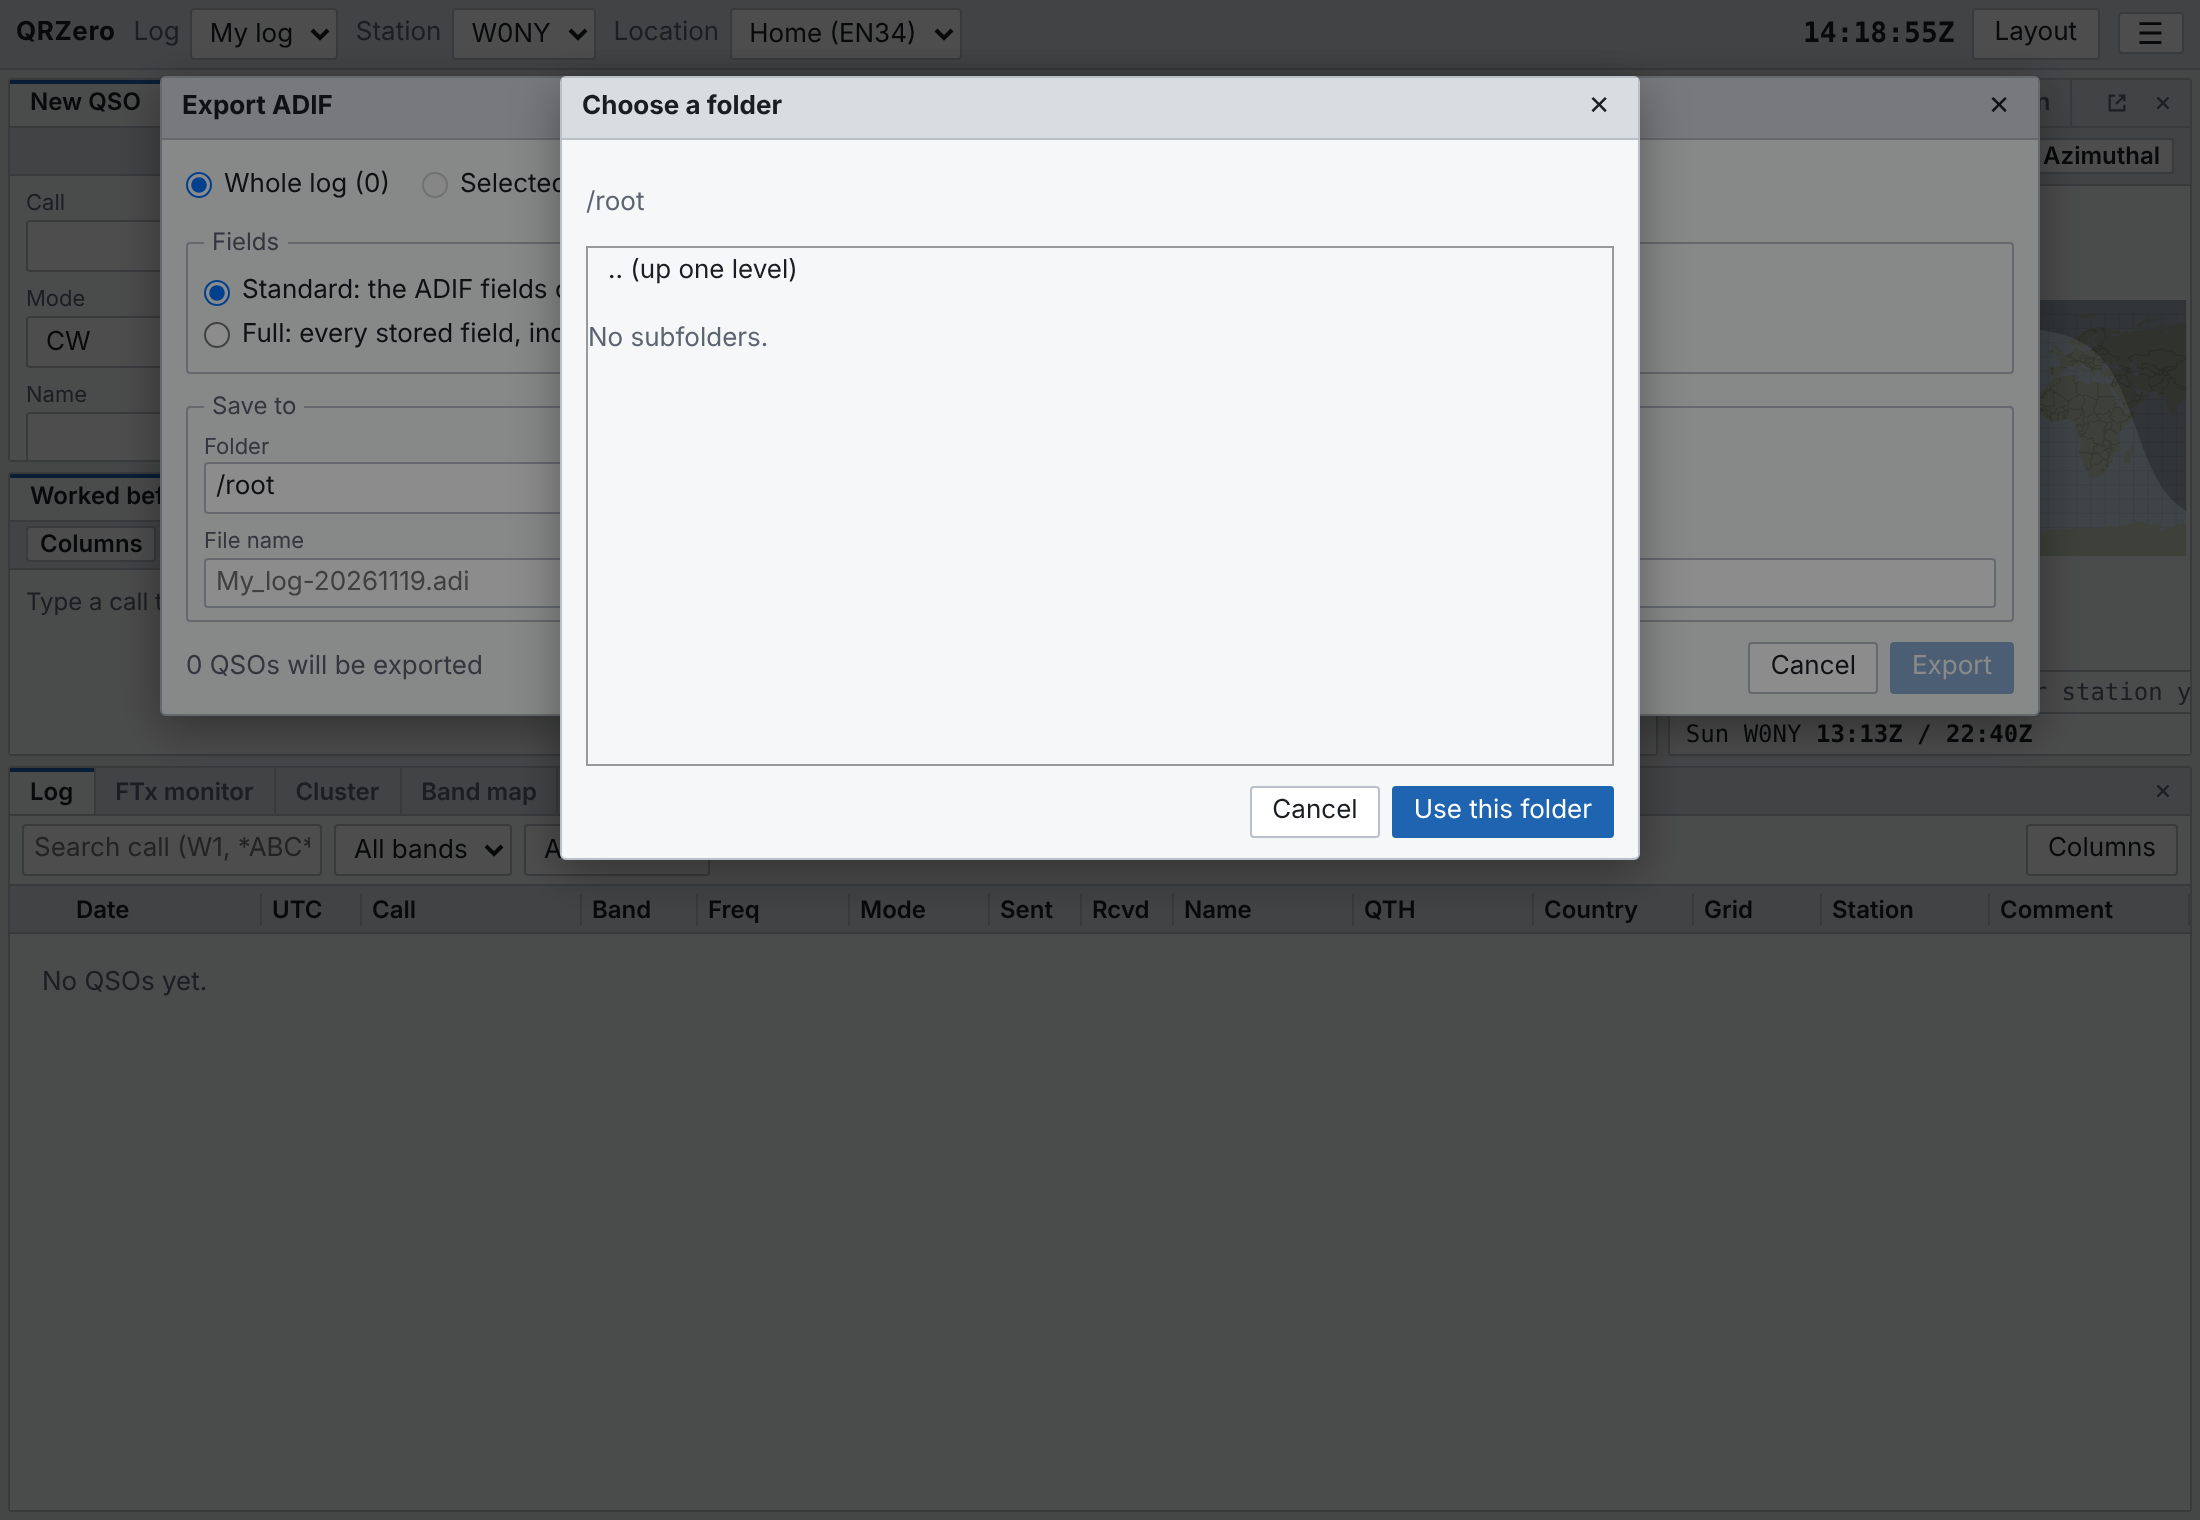 QRZero Log My log Station W0NY Location Home (EN34) 14:18:55Z Layout
New QSO
Export ADIF
Choose a folder
Azimuthal
Call
Whole log (0) Selected
/root
Fields
.. (up one level)
Standard: the ADIF fields
Mode
Full: every stored field,
No subfolders.
CW
Name
Save to
Folder
/root
Worked
File name
Columns
My_log-20261119.adi
Type a call
0 QSOs will be exported
Cancel Export
station
Sun W0NY 13:13Z / 22:40Z
Log FTx monitor Cluster Band map
Cancel Use this folder
Search call (W1, *ABC* All bands Columns
Date UTC Call Band Freq Mode Sent Rcvd Name QTH Country Grid Station Comment
No QSOs yet.